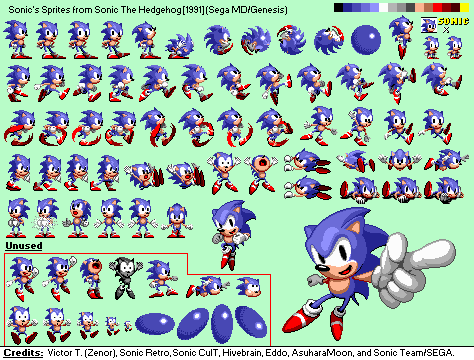 Sonic's Sprites from Sonic The Hedgehog[1991](Sega MD/Genesis)
SONIC
Unused
Credits: Victor T. (Zenor), Sonic Retro, Sonic CulT, Hivebrain, Eddo, AsuharaMoon, and Sonic Team/SEGA.